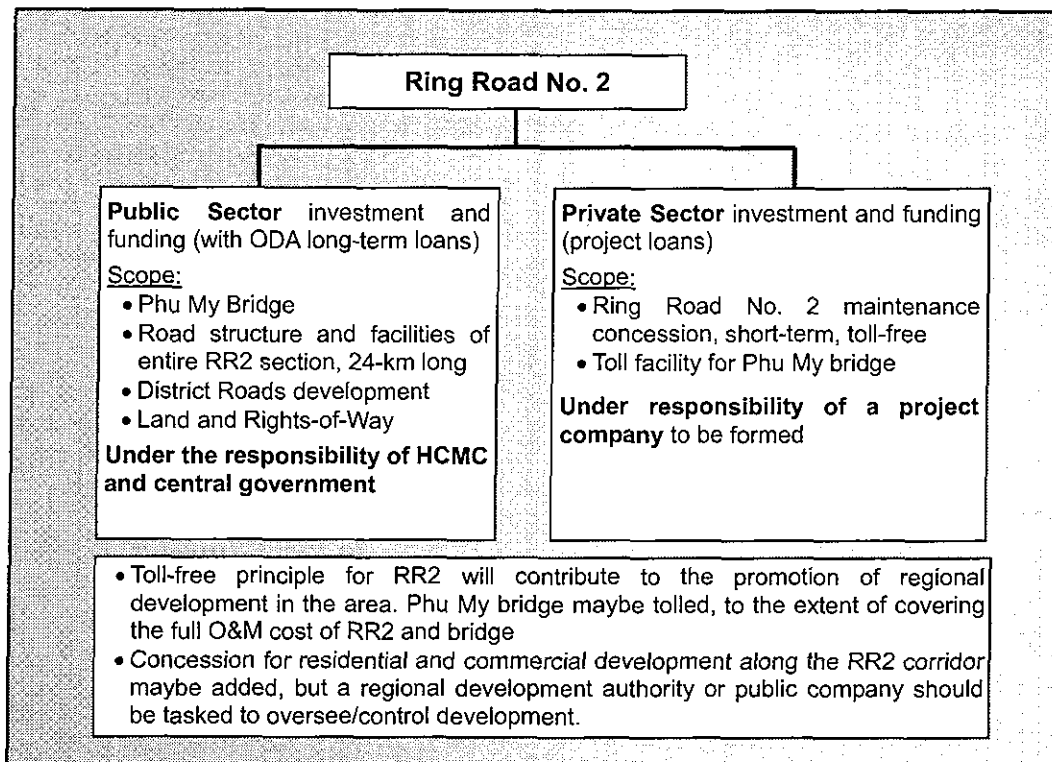 Ring Road No. 2
Public Sector investment and
funding (with ODA long-term loans)
Scope:
• Phu My Bridge
• Road structure and facilities of
entire RR2 section, 24-km long
• District Roads development
• Land and Rights-of-Way
Under the responsibility of HCMC
and central government
Private Sector investment and funding
(project loans)
Scope:
• Ring Road No. 2 maintenance
concession, short-term, toll-free
• Toll facility for Phu My bridge
Under responsibility of a project
company to be formed
• Toll-free principle for RR2 will contribute to the promotion of regional
development in the area. Phu My bridge maybe tolled, to the extent of covering
the full O&M cost of RR2 and bridge
• Concession for residential and commercial development along the RR2 corridor
maybe added, but a regional development authority or public company should
be tasked to oversee/control development.